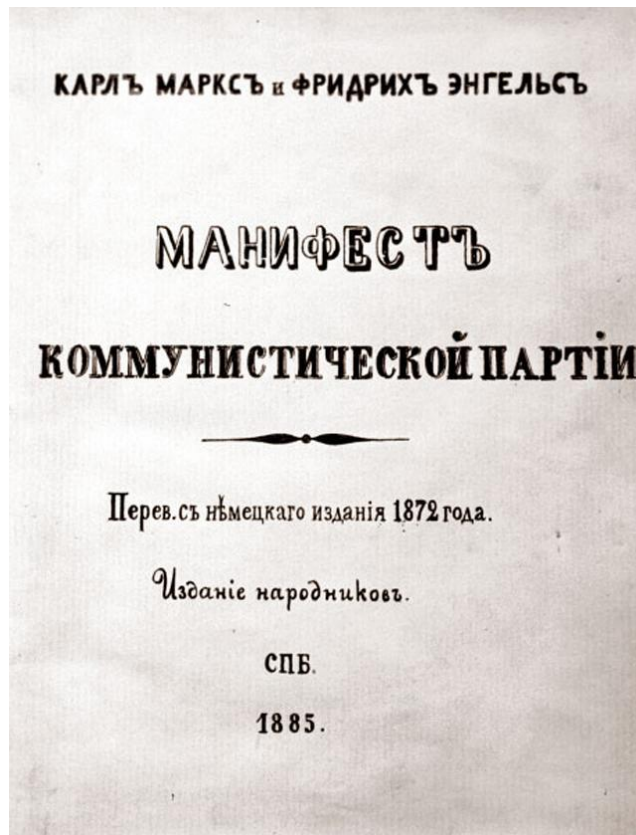 КАРЛЪ МАРКСЪ и ФРИДРИХЪ ЭНГЕЛЬСЪ
МАНИФЕСТЪ
КОММУНИСТИЧЕСКОЙ ПАРТІИ
Перев. съ нѣмецкаго изданія 1872 года.
Изданіе народниковъ.
СПБ.
1885.